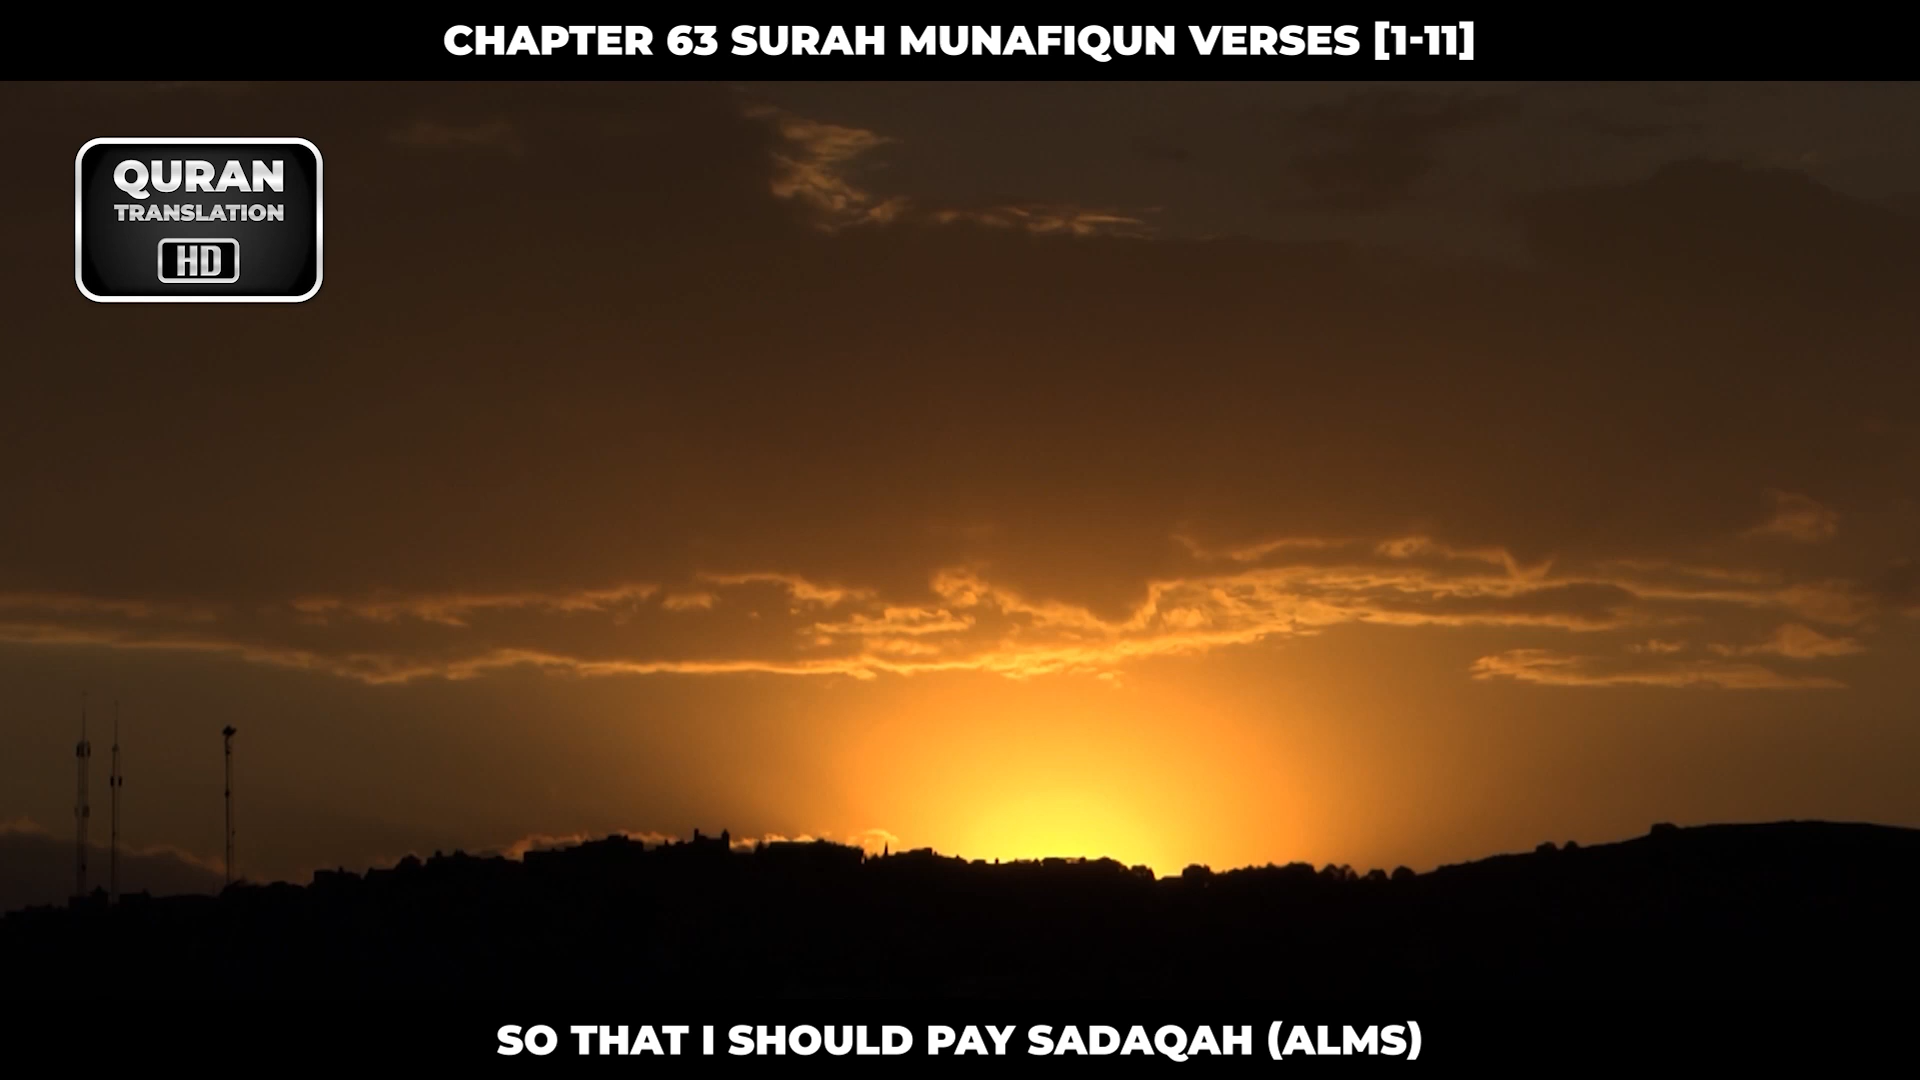 CHAPTER 63 SURAH MUNAFIQUN VERSES [1-11]
QURAN
TRANSLATION
HD
SO THAT I SHOULD PAY SADAQAH (ALMS)